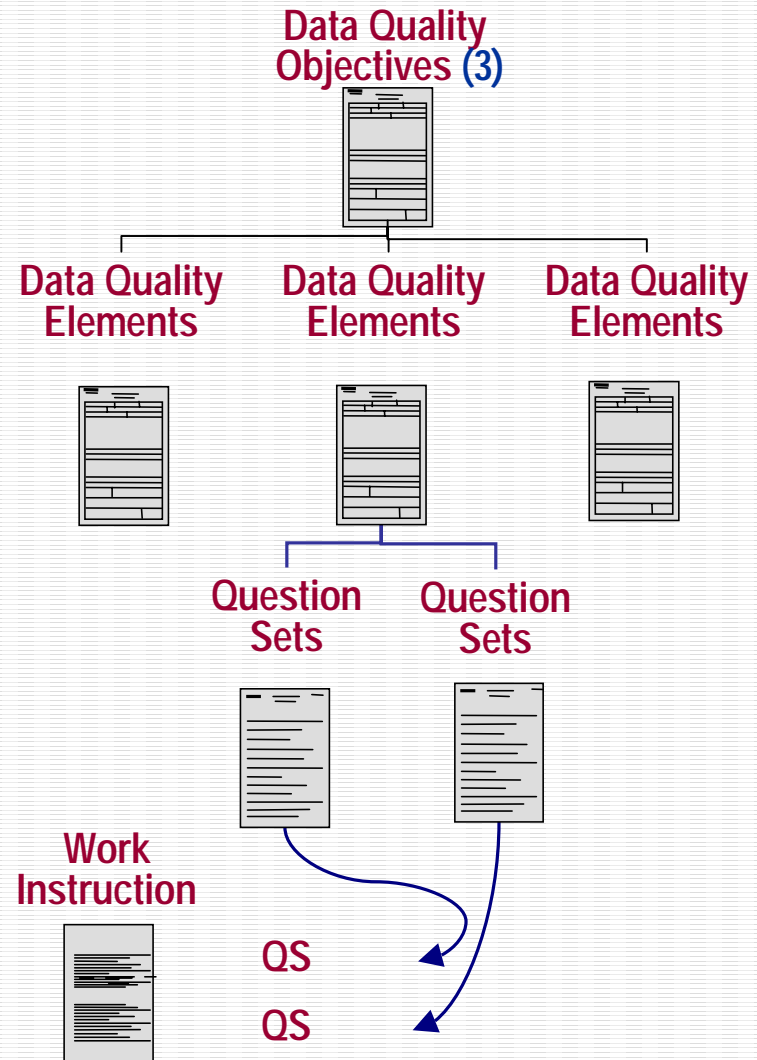 Data Quality
Objectives (3)
Data Quality
Elements
Data Quality
Elements
Data Quality
Elements
Question
Sets
Question
Sets
Work
Instruction
QS
QS